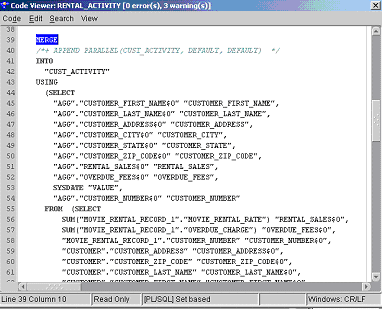 Code Viewer: RENTAL_ACTIVITY [0 error(s), 3 warning(s)]
Code Edit Search View
38
39 MERGE
40 /*+ APPEND PARALLEL(CUST_ACTIVITY, DEFAULT, DEFAULT) */
41 INTO
42 "CUST_ACTIVITY"
43 USING
44 (SELECT
45 "AGG"."CUSTOMER_FIRST_NAME$0" "CUSTOMER_FIRST_NAME",
46 "AGG"."CUSTOMER_LAST_NAME$0" "CUSTOMER_LAST_NAME",
47 "AGG"."CUSTOMER_ADDRESS$0" "CUSTOMER_ADDRESS",
48 "AGG"."CUSTOMER_CITY$0" "CUSTOMER_CITY",
49 "AGG"."CUSTOMER_STATE$0" "CUSTOMER_STATE",
50 "AGG"."CUSTOMER_ZIP_CODE$0" "CUSTOMER_ZIP_CODE",
51 "AGG"."RENTAL_SALES$0" "RENTAL_SALES",
52 "AGG"."OVERDUE_FEES$0" "OVERDUE_FEES",
53 SYSDATE "VALUE",
54 "AGG"."CUSTOMER_NUMBER$0" "CUSTOMER_NUMBER"
55 FROM (SELECT
56 SUM("MOVIE_RENTAL_RECORD_1"."MOVIE_RENTAL_RATE") "RENTAL_SALES$0",
57 SUM("MOVIE_RENTAL_RECORD_1"."OVERDUE_CHARGE") "OVERDUE_FEES$0",
58 "MOVIE_RENTAL_RECORD_1"."CUSTOMER_NUMBER" "CUSTOMER_NUMBER$0",
59 "CUSTOMER"."CUSTOMER_ADDRESS" "CUSTOMER_ADDRESS$0",
60 "CUSTOMER"."CUSTOMER_ZIP_CODE" "CUSTOMER_ZIP_CODE$0",
61 "CUSTOMER"."CUSTOMER_LAST_NAME" "CUSTOMER_LAST_NAME$0",
Line 39 Column 10 Read Only [PL/SQL] Set based Windows: CR/LF